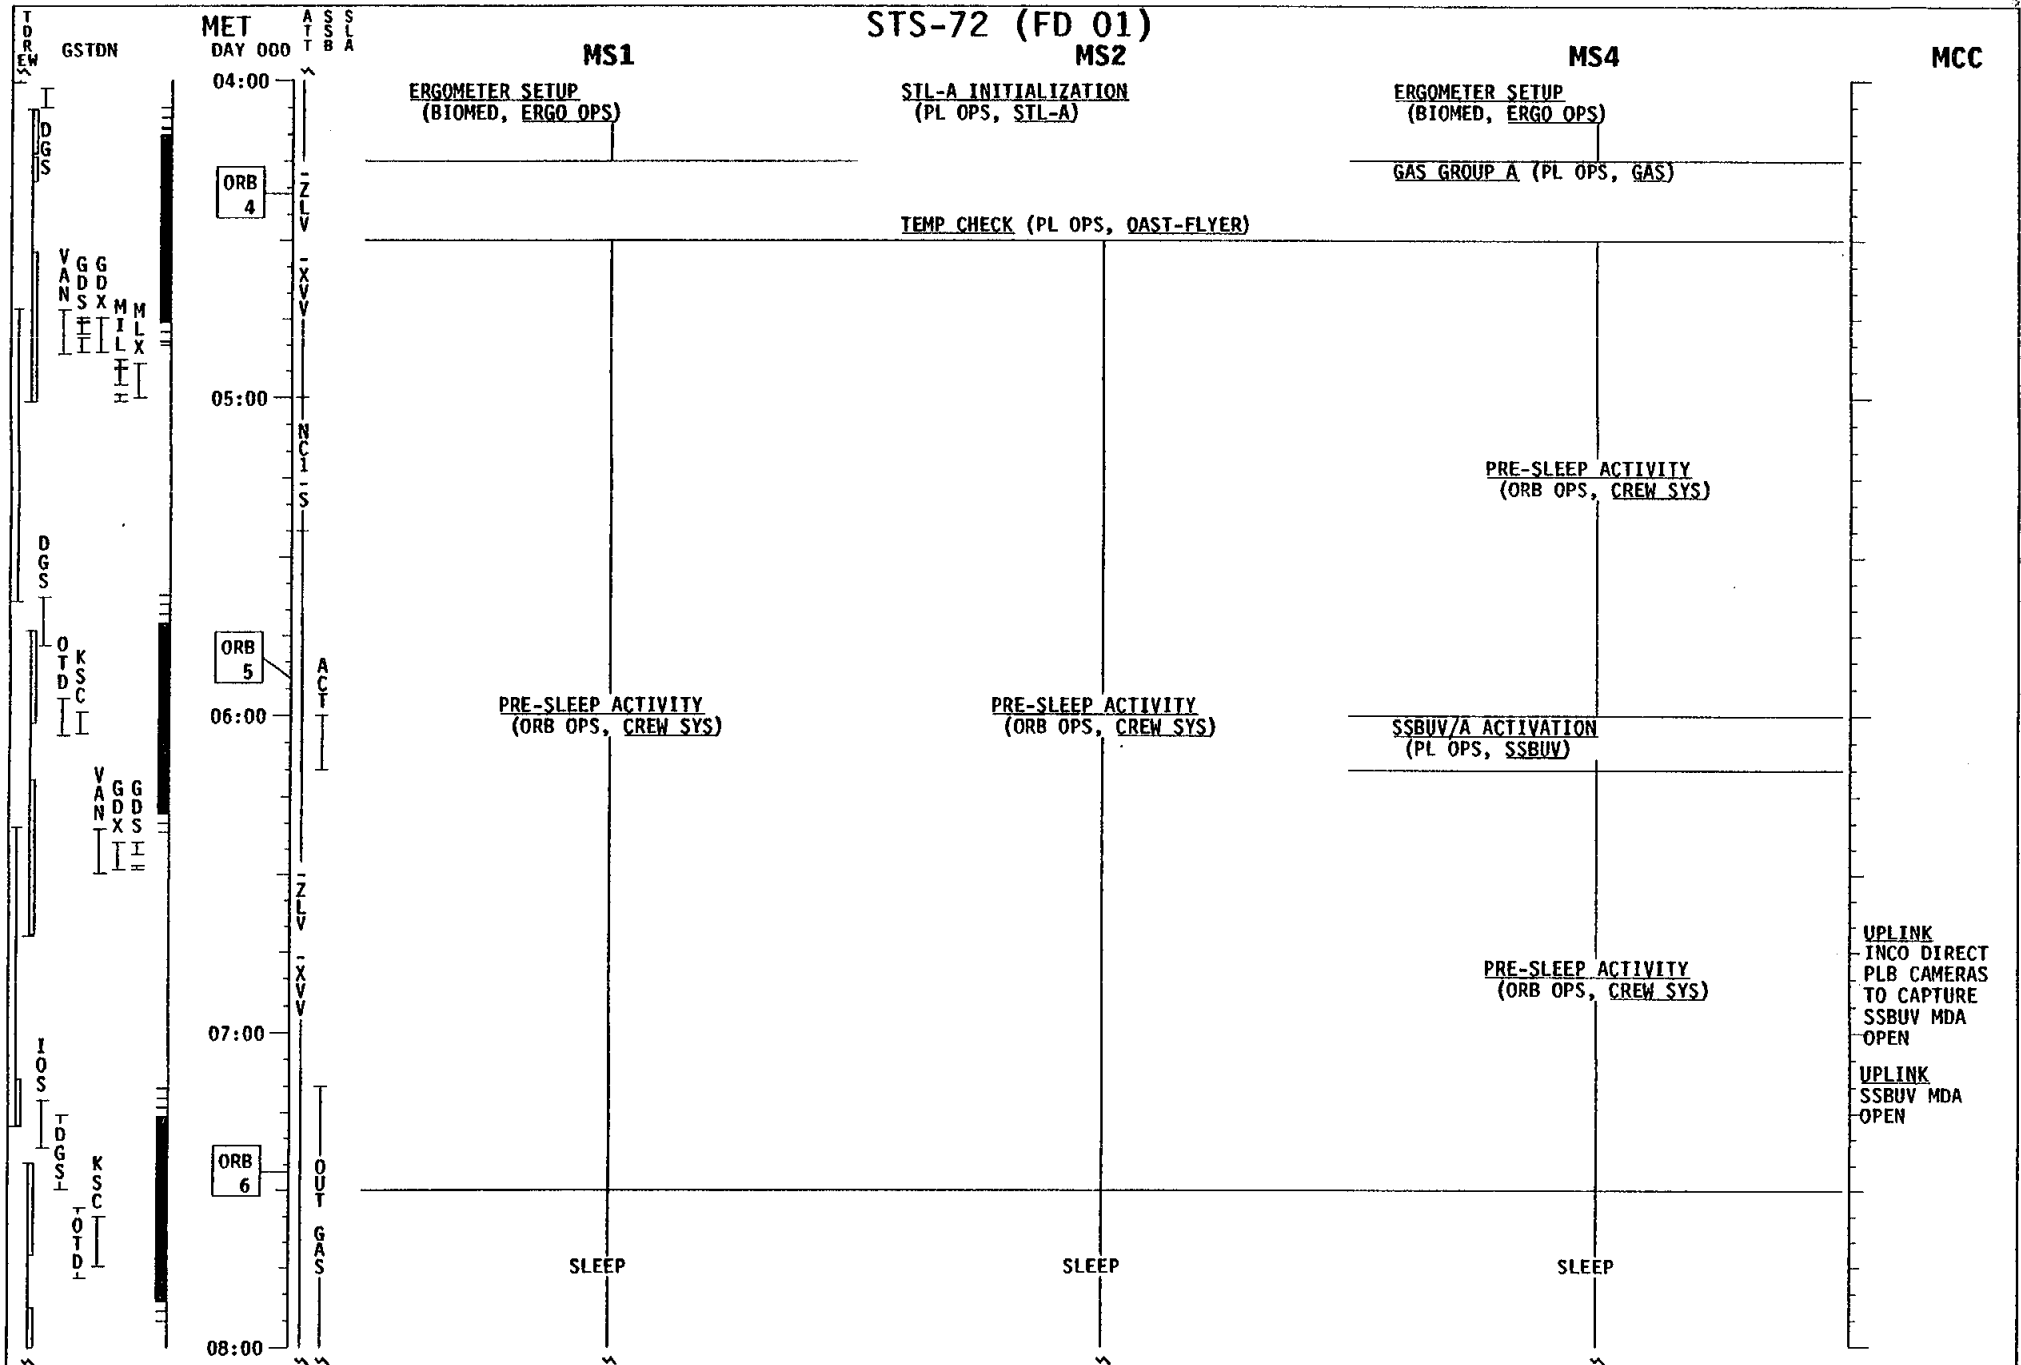 STS-72 (FD 01)
TDRS
EW
GSTDN
MET
DAY 000
ATT
SSB
SLA
MS1
MS2
MS4
MCC
04:00
ERGOMETER SETUP
(BIOMED, ERGO OPS)
STL-A INITIALIZATION
(PL OPS, STL-A)
ERGOMETER SETUP
(BIOMED, ERGO OPS)
DGS
ORB
4
-ZLV
GAS GROUP A (PL OPS, GAS)
TEMP CHECK (PL OPS, OAST-FLYER)
VAN
GDS
GDX
MIL
MLX
-XVV
05:00
NC1
-S
PRE-SLEEP ACTIVITY
(ORB OPS, CREW SYS)
DGS
OTD
KSC
ORB
5
ACT
06:00
PRE-SLEEP ACTIVITY
(ORB OPS, CREW SYS)
PRE-SLEEP ACTIVITY
(ORB OPS, CREW SYS)
SSBUV/A ACTIVATION
(PL OPS, SSBUV)
VAN
GDX
GDS
-ZLV
-XVV
PRE-SLEEP ACTIVITY
(ORB OPS, CREW SYS)
UPLINK
INCO DIRECT
PLB CAMERAS
TO CAPTURE
SSBUV MDA
OPEN
07:00
IOS
UPLINK
SSBUV MDA
OPEN
TDGS
KSC
OTD
ORB
6
OUT GAS
SLEEP
SLEEP
SLEEP
08:00